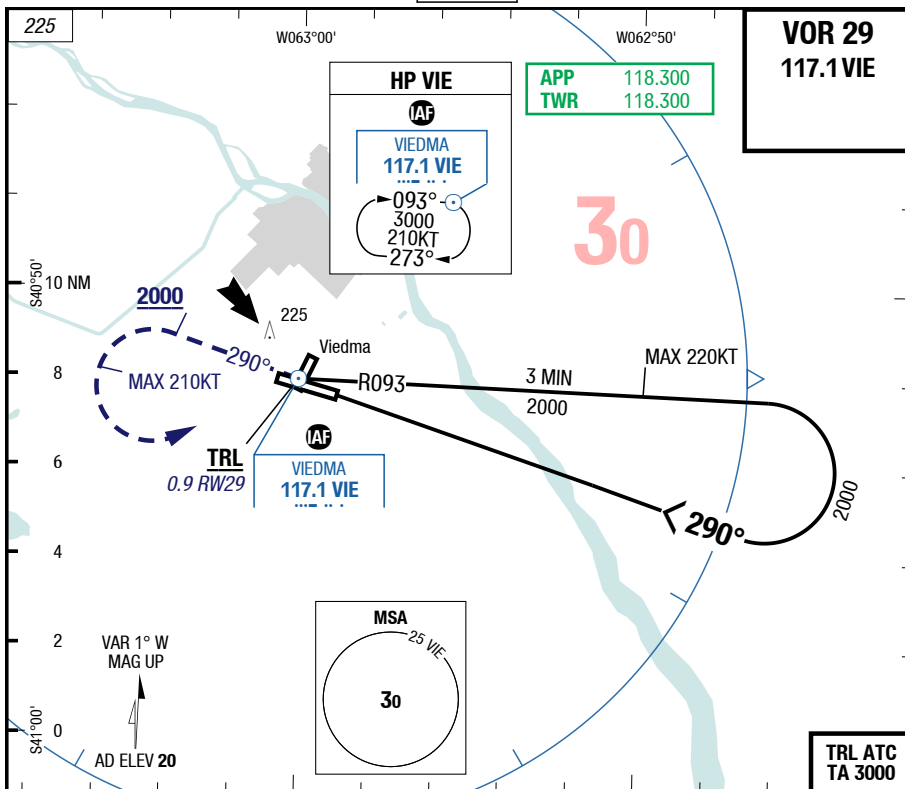 225
W063°00'
W062°50'
VOR 29
117.1 VIE
HP VIE
IAF
VIEDMA
117.1 VIE
093°
3000
210KT
273°
APP 118.300
TWR 118.300
30
S40°50'
10 NM
2000
225
290°
Viedma
MAX 210KT
R093
3 MIN
2000
MAX 220KT
8
TRL
0.9 RW29
IAF
VIEDMA
117.1 VIE
6
290°
2000
4
2
VAR 1° W
MAG UP
AD ELEV 20
MSA
25 VIE
30
S41°00'
0
TRL ATC
TA 3000